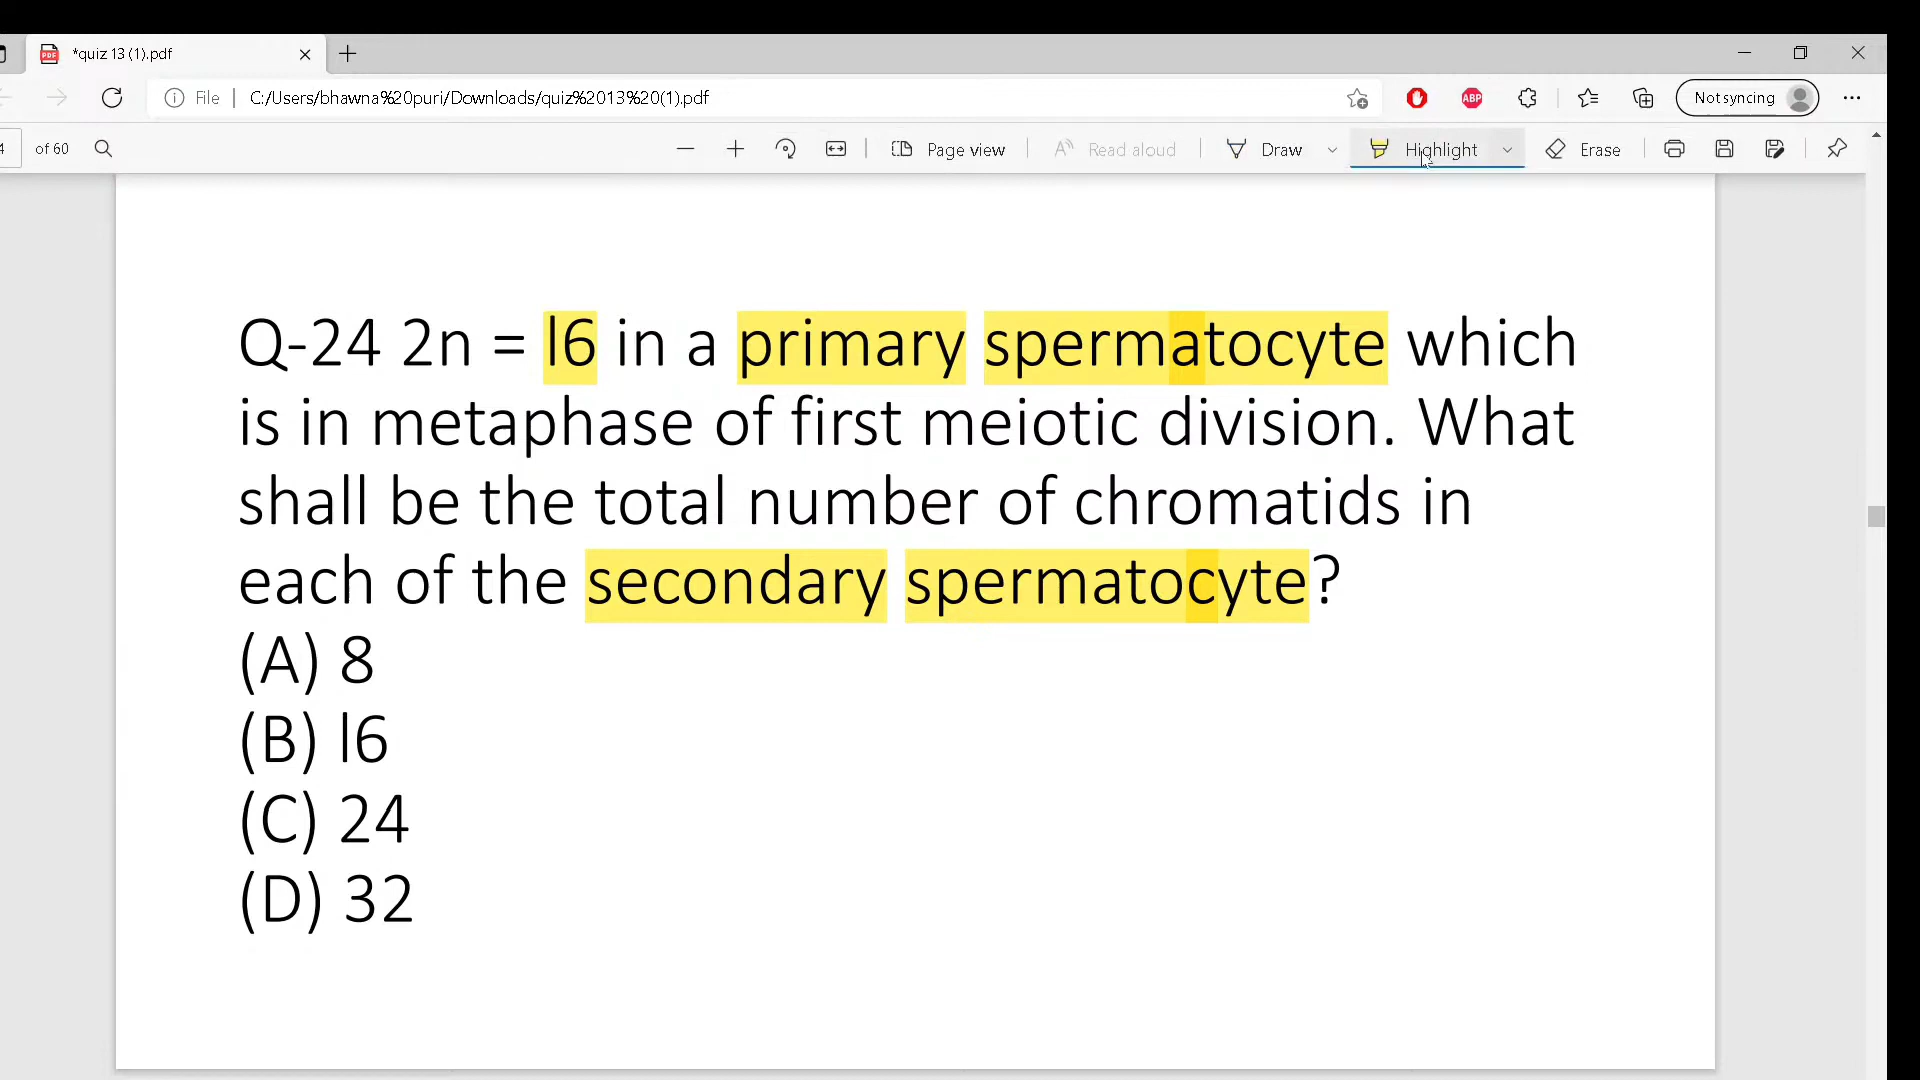 *quiz 13 (1).pdf
File | C:/Users/bhawna%20puri/Downloads/quiz%2013%20(1).pdf
ABP
Not syncing
4 of 60
Page view
Read aloud
Draw
Highlight
Erase
Q-24 2n = l6 in a primary spermatocyte which
is in metaphase of first meiotic division. What
shall be the total number of chromatids in
each of the secondary spermatocyte?
(A) 8
(B) l6
(C) 24
(D) 32